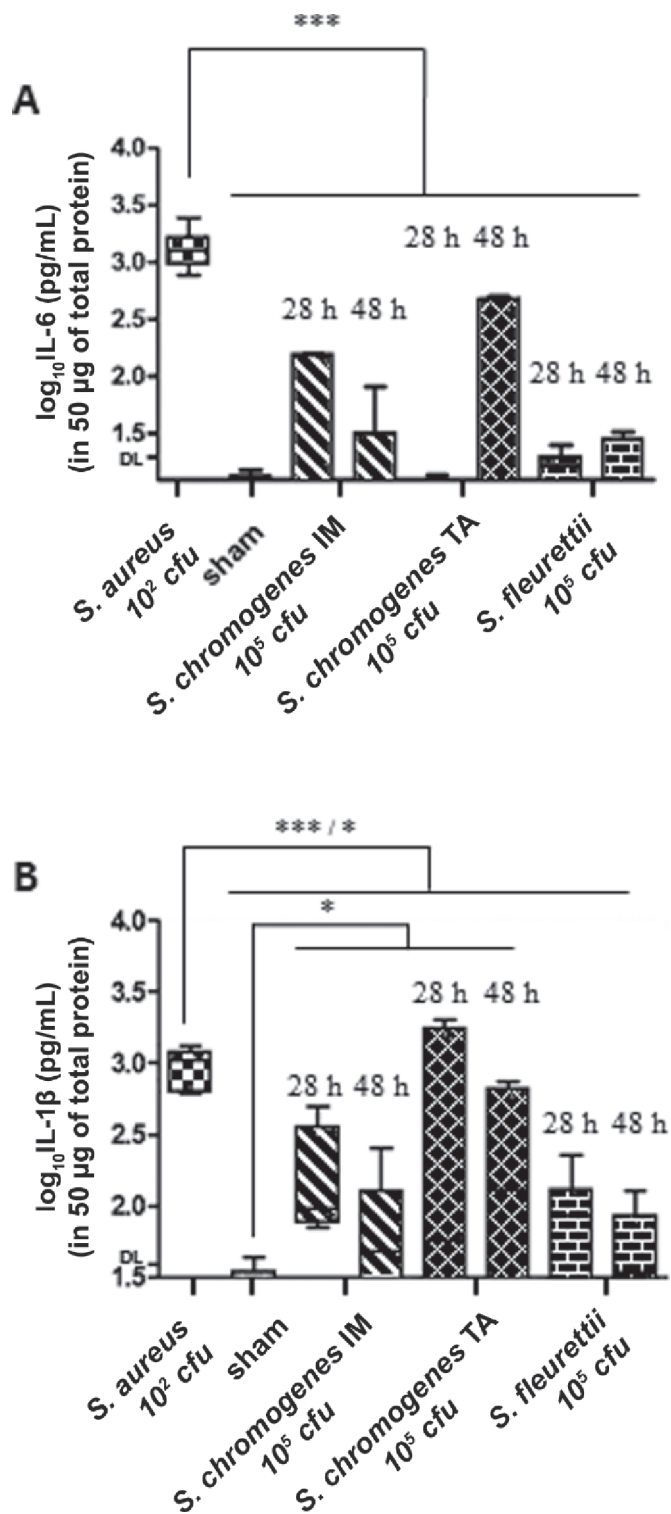 ***
A
log₁₀IL-6 (pg/mL)
(in 50 µg of total protein)
4.0
3.5
3.0
2.5
2.0
1.5
DL
28 h 48 h
28 h 48 h
28 h 48 h
S. aureus
10² cfu
sham
S. chromogenes IM
10⁵ cfu
S. chromogenes TA
10⁵ cfu
S. fleurettii
10⁵ cfu
*** / *
B
*
log₁₀IL-1β (pg/mL)
(in 50 µg of total protein)
4.0
3.5
3.0
2.5
2.0
DL
1.5
28 h 48 h
28 h 48 h
28 h 48 h
S. aureus
10² cfu
sham
S. chromogenes IM
10⁵ cfu
S. chromogenes TA
10⁵ cfu
S. fleurettii
10⁵ cfu